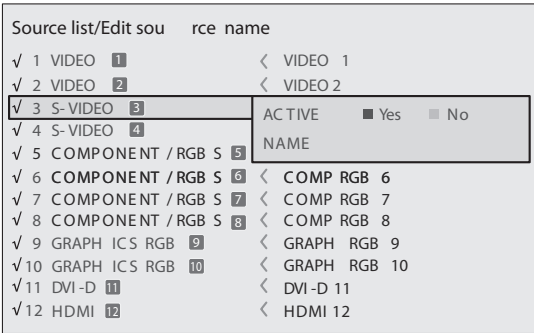 Source list/Edit sou rce name
√ 1 VIDEO 1 〈 VIDEO 1
√ 2 VIDEO 2 〈 VIDEO 2
√ 3 S- VIDEO 3
ACTIVE ■ Yes ■ No
√ 4 S- VIDEO 4
NAME
√ 5 COMPONENT / RGB S 5
√ 6 COMPONENT / RGB S 6 〈 COMP RGB 6
√ 7 COMPONENT / RGB S 7 〈 COMP RGB 7
√ 8 COMPONENT / RGB S 8 〈 COMP RGB 8
√ 9 GRAPH ICS RGB 9 〈 GRAPH RGB 9
√ 10 GRAPH ICS RGB 10 〈 GRAPH RGB 10
√ 11 DVI -D 11 〈 DVI -D 11
√ 12 HDMI 12 〈 HDMI 12